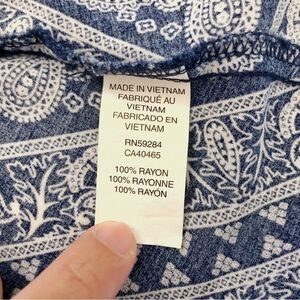 MADE IN VIETNAM
FABRIQUÉ AU
VIETNAM
FABRICADO EN
VIETNAM
RN59284
CA40465
100% RAYON
100% RAYONNE
100% RAYÓN